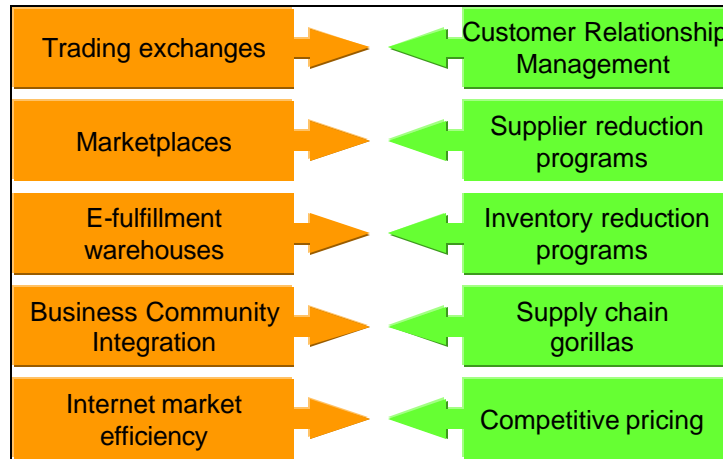 Trading exchanges
Customer Relationship
Management
Marketplaces
Supplier reduction
programs
E-fulfillment
warehouses
Inventory reduction
programs
Business Community
Integration
Supply chain
gorillas
Internet market
efficiency
Competitive pricing